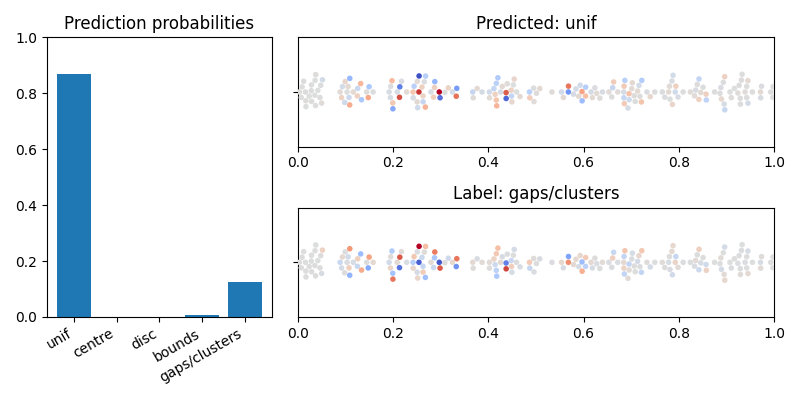 Prediction probabilities
1.0
0.8
0.6
0.4
0.2
0.0
unif
centre
disc
bounds
gaps/clusters
Predicted: unif
0.0 0.2 0.4 0.6 0.8 1.0
Label: gaps/clusters
0.0 0.2 0.4 0.6 0.8 1.0